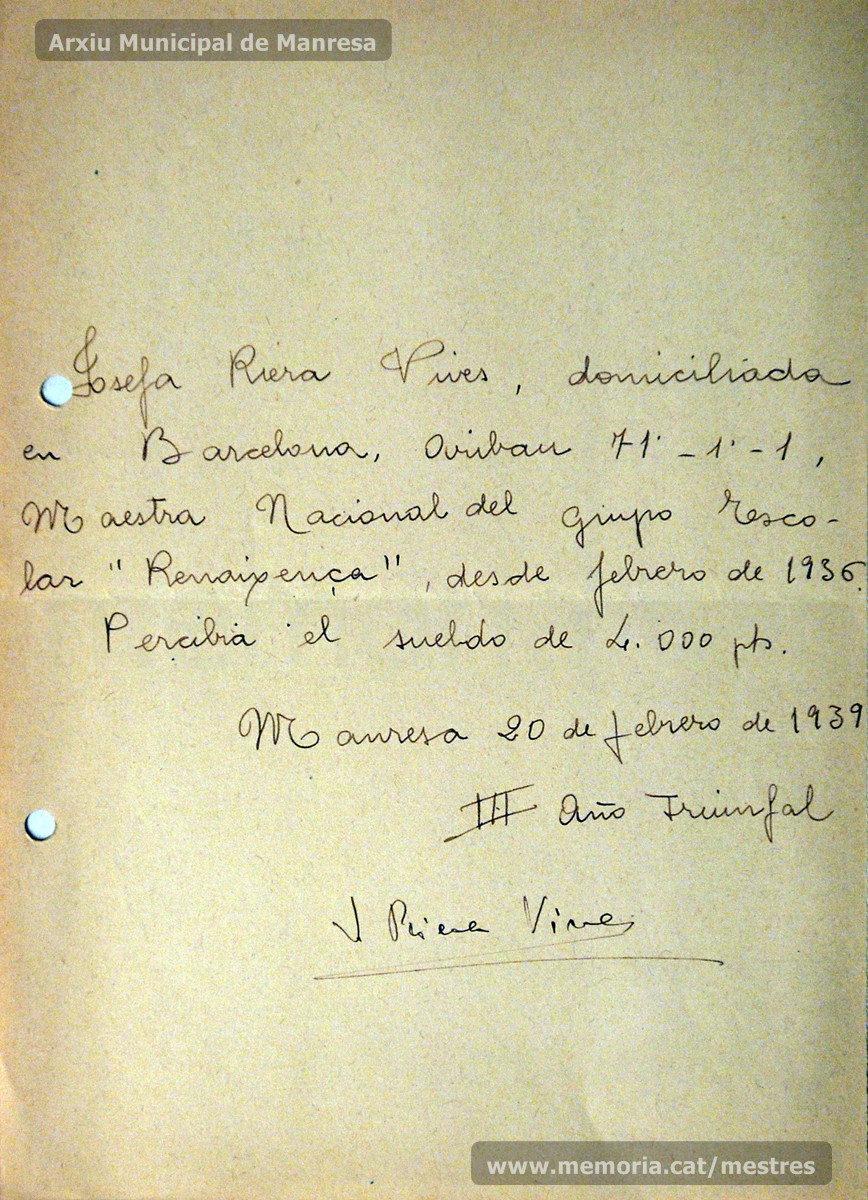 Arxiu Municipal de Manresa
Josefa Riera Vives, domiciliada
en Barcelona, Aribau 71 - 1 - 1,
Maestra Nacional del grupo Esco-
lar "Renaixença", desde febrero de 1936.
Percibía el sueldo de 4.000 pts.
Manresa 20 de febrero de 1939
III Año Triunfal
J Riera Vives
www.memoria.cat/mestres